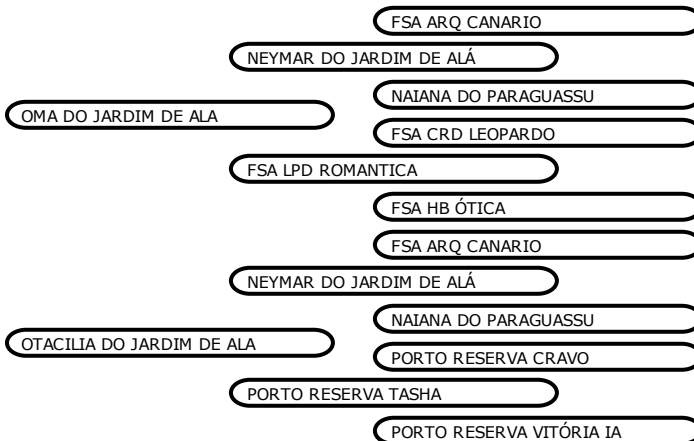 FSA ARQ CANARIO
NEYMAR DO JARDIM DE ALÁ
NAIANA DO PARAGUASSU
OMA DO JARDIM DE ALA
FSA CRD LEOPARDO
FSA LPD ROMANTICA
FSA HB ÓTICA
FSA ARQ CANARIO
NEYMAR DO JARDIM DE ALÁ
NAIANA DO PARAGUASSU
OTACILIA DO JARDIM DE ALA
PORTO RESERVA CRAVO
PORTO RESERVA TASHA
PORTO RESERVA VITÓRIA IA